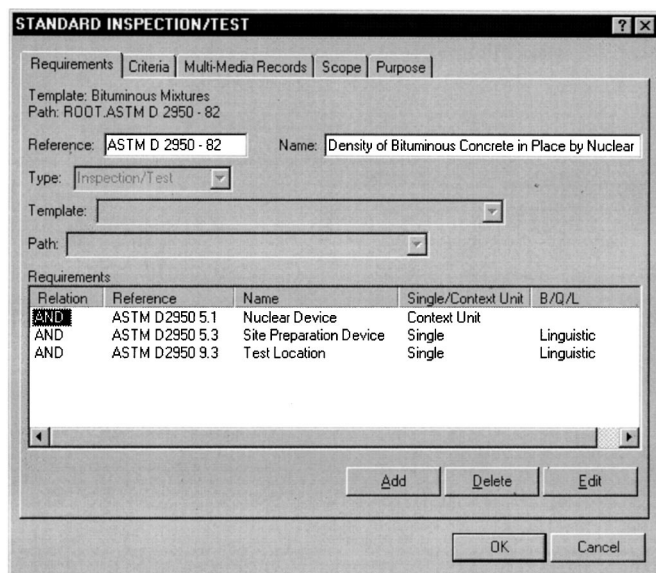 STANDARD INSPECTION/TEST
Requirements Criteria Multi-Media Records Scope Purpose
Template: Bituminous Mixtures
Path: ROOT.ASTM D 2950 - 82
Reference: ASTM D 2950 - 82 Name: Density of Bituminous Concrete in Place by Nuclear
Type: Inspection/Test
Template:
Path:
Requirements
Relation Reference Name Single/Context Unit B/Q/L
AND ASTM D2950 5.1 Nuclear Device Context Unit
AND ASTM D2950 5.3 Site Preparation Device Single Linguistic
AND ASTM D2950 9.3 Test Location Single Linguistic
Add Delete Edit
OK Cancel